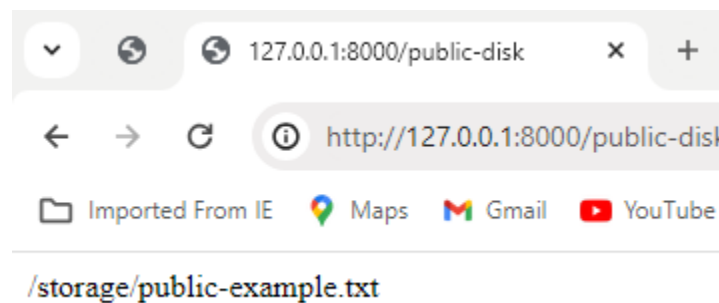 127.0.0.1:8000/public-disk
http://127.0.0.1:8000/public-disk
Imported From IE Maps Gmail YouTube
/storage/public-example.txt